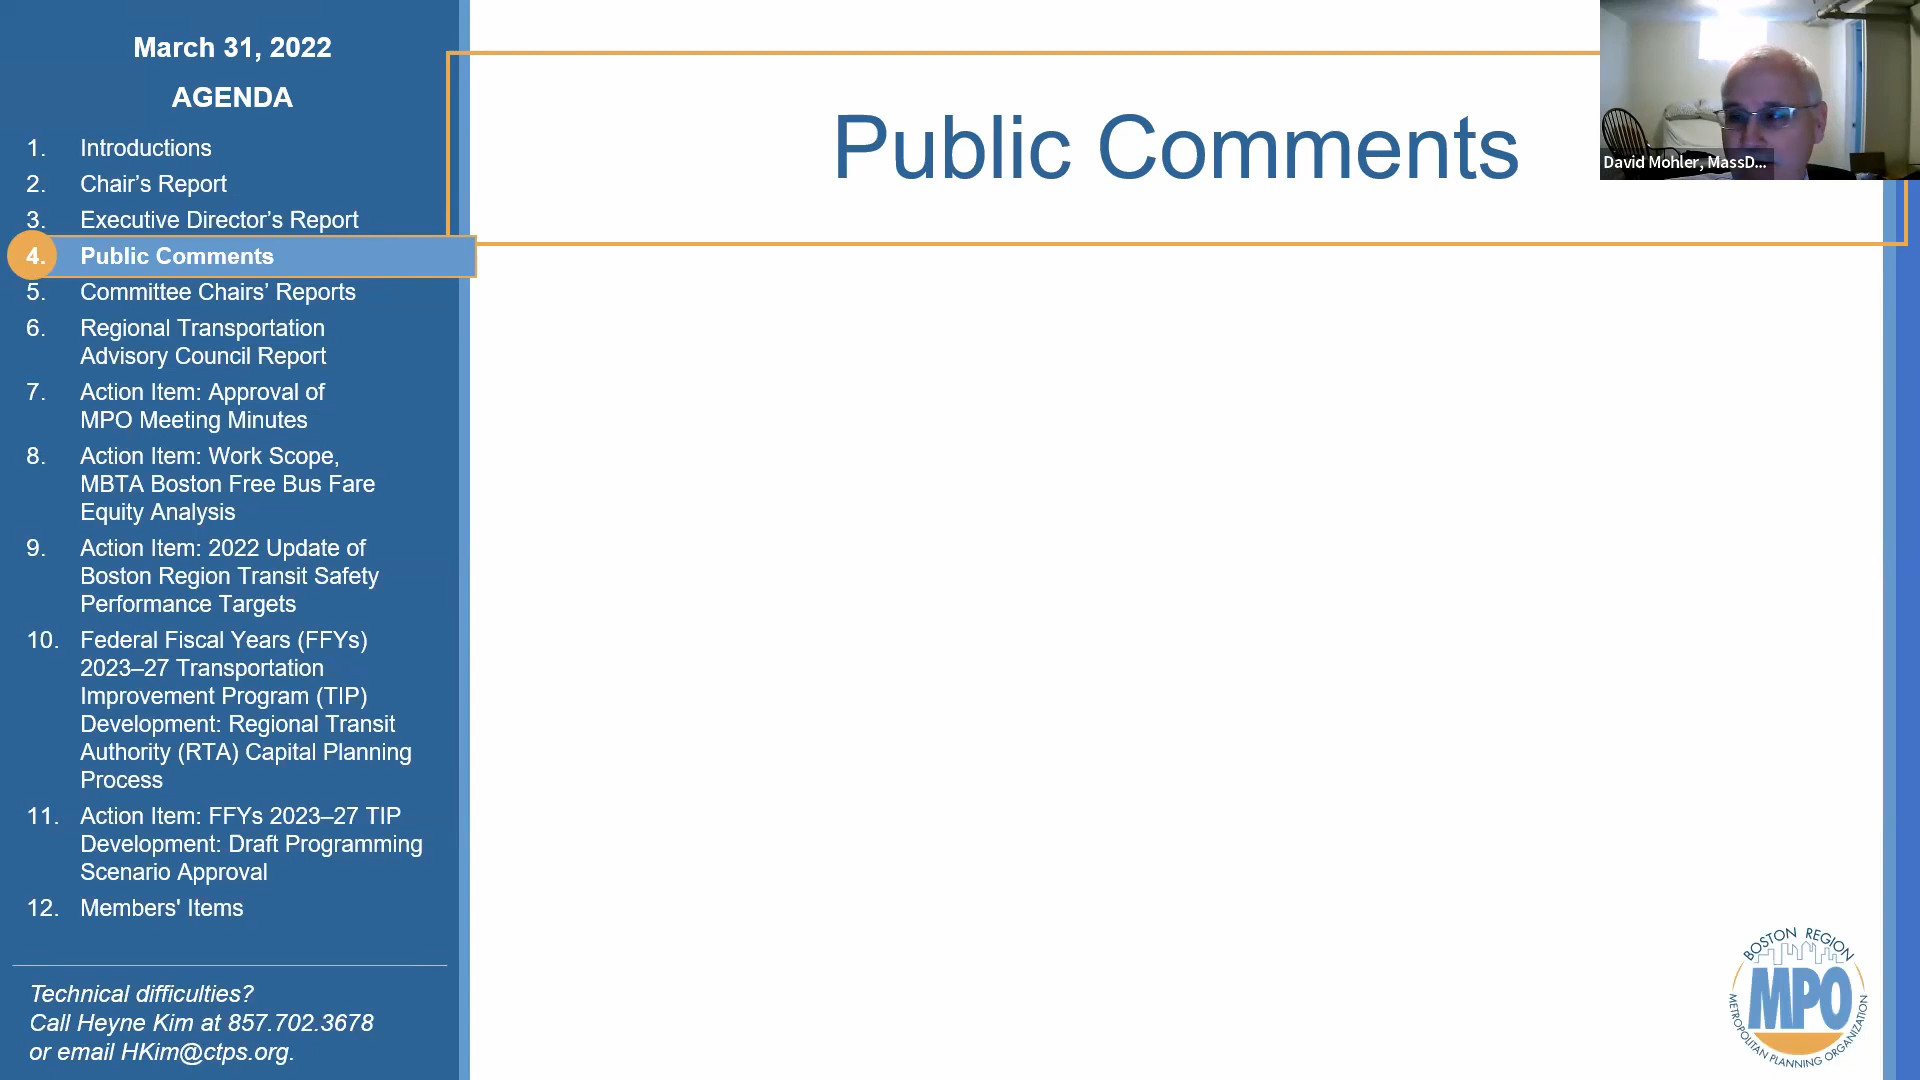 March 31, 2022
AGENDA
1. Introductions
2. Chair’s Report
3. Executive Director’s Report
4. Public Comments
5. Committee Chairs’ Reports
6. Regional Transportation
Advisory Council Report
7. Action Item: Approval of
MPO Meeting Minutes
8. Action Item: Work Scope,
MBTA Boston Free Bus Fare
Equity Analysis
9. Action Item: 2022 Update of
Boston Region Transit Safety
Performance Targets
10. Federal Fiscal Years (FFYs)
2023–27 Transportation
Improvement Program (TIP)
Development: Regional Transit
Authority (RTA) Capital Planning
Process
11. Action Item: FFYs 2023–27 TIP
Development: Draft Programming
Scenario Approval
12. Members' Items
Technical difficulties?
Call Heyne Kim at 857.702.3678
or email HKim@ctps.org.
Public Comments
David Mohler, MassD...
BOSTON REGION
MPO
METROPOLITAN PLANNING ORGANIZATION